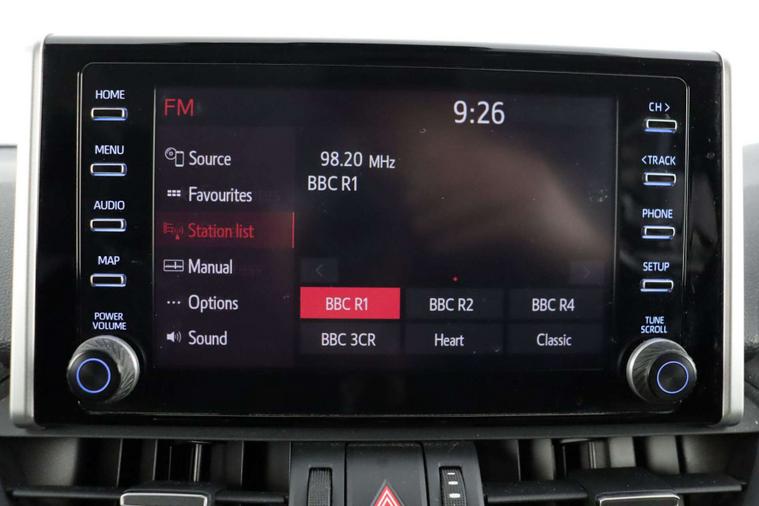 HOME
MENU
AUDIO
MAP
POWER
VOLUME
FM
9:26
Source
Favourites
Station list
Manual
Options
Sound
98.20 MHz
BBC R1
BBC R1
BBC R2
BBC R4
BBC 3CR
Heart
Classic
CH >
<TRACK
PHONE
SETUP
TUNE
SCROLL